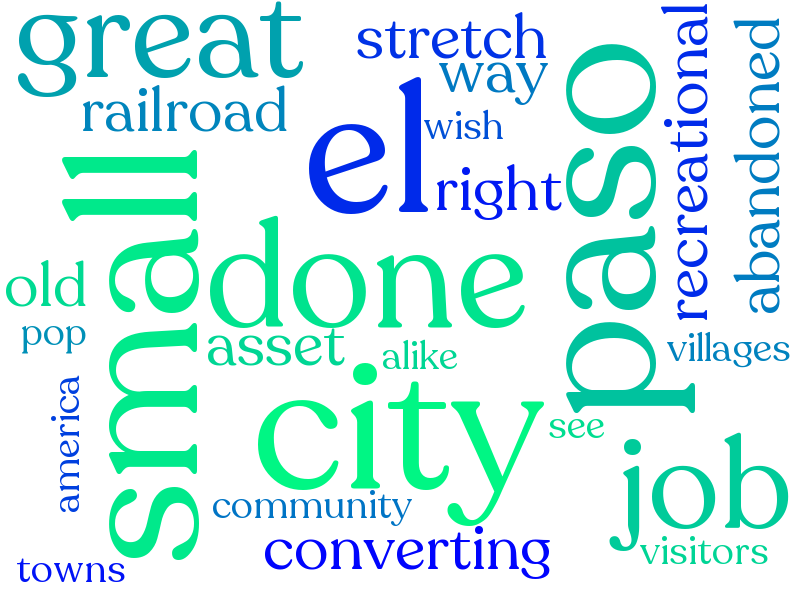 great
stretch
way
railroad
wish
el
right
paso
recreational
abandoned
small
done
old
pop
asset
alike
villages
america
city
see
job
community
converting
visitors
towns